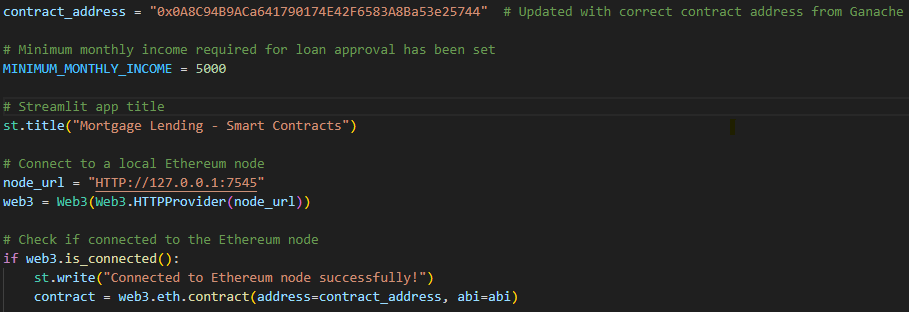 contract_address = "0x0A8C94B9ACa641790174E42F6583A8Ba53e25744"  # Updated with correct contract address from Ganache
# Minimum monthly income required for loan approval has been set
MINIMUM_MONTHLY_INCOME = 5000
# Streamlit app title
st.title("Mortgage Lending - Smart Contracts")
# Connect to a local Ethereum node
node_url = "HTTP://127.0.0.1:7545"
web3 = Web3(Web3.HTTPProvider(node_url))
# Check if connected to the Ethereum node
if web3.is_connected():
    st.write("Connected to Ethereum node successfully!")
    contract = web3.eth.contract(address=contract_address, abi=abi)